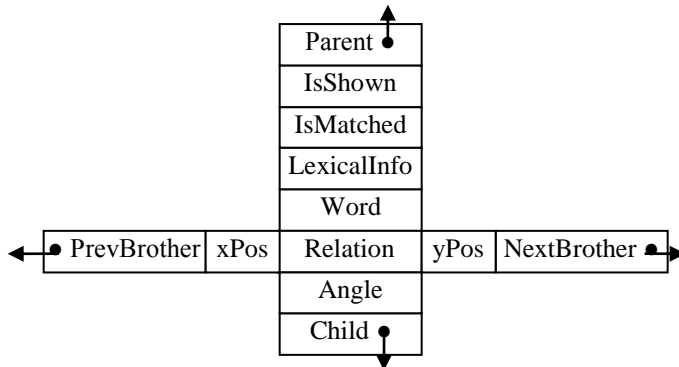 Parent
IsShown
IsMatched
LexicalInfo
Word
PrevBrother xPos Relation yPos NextBrother
Angle
Child